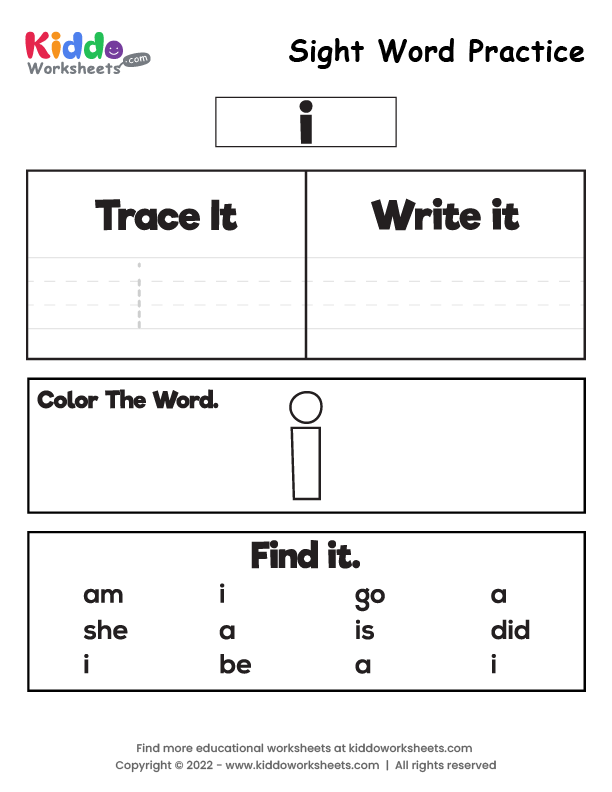 Kiddo
Worksheets .com
Sight Word Practice
i
Trace It
Write it
i
Color The Word.
i
Find it.
am i go a
she a is did
i be a i
Find more educational worksheets at kiddoworksheets.com
Copyright © 2022 - www.kiddoworksheets.com | All rights reserved